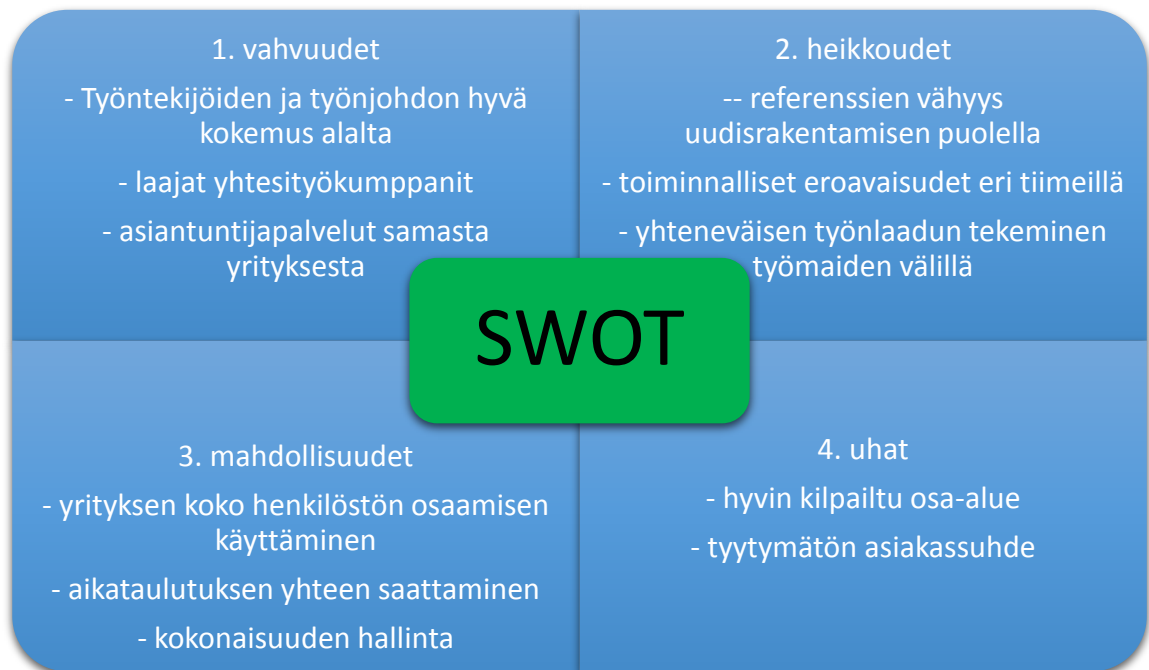 1. vahvuudet
- Työntekijöiden ja työnjohdon hyvä
kokemus alalta
- laajat yhtesityökumppanit
- asiantuntijapalvelut samasta
yrityksesta
2. heikkoudet
-- referenssien vähyys
uudisrakentamisen puolella
- toiminnalliset eroavaisudet eri tiimeillä
- yhteneväisen työnlaadun tekeminen
työmaiden välillä
SWOT
3. mahdollisuudet
- yrityksen koko henkilöstön osaamisen
käyttäminen
- aikataulutuksen yhteen saattaminen
- kokonaisuuden hallinta
4. uhat
- hyvin kilpailtu osa-alue
- tyytymätön asiakassuhde